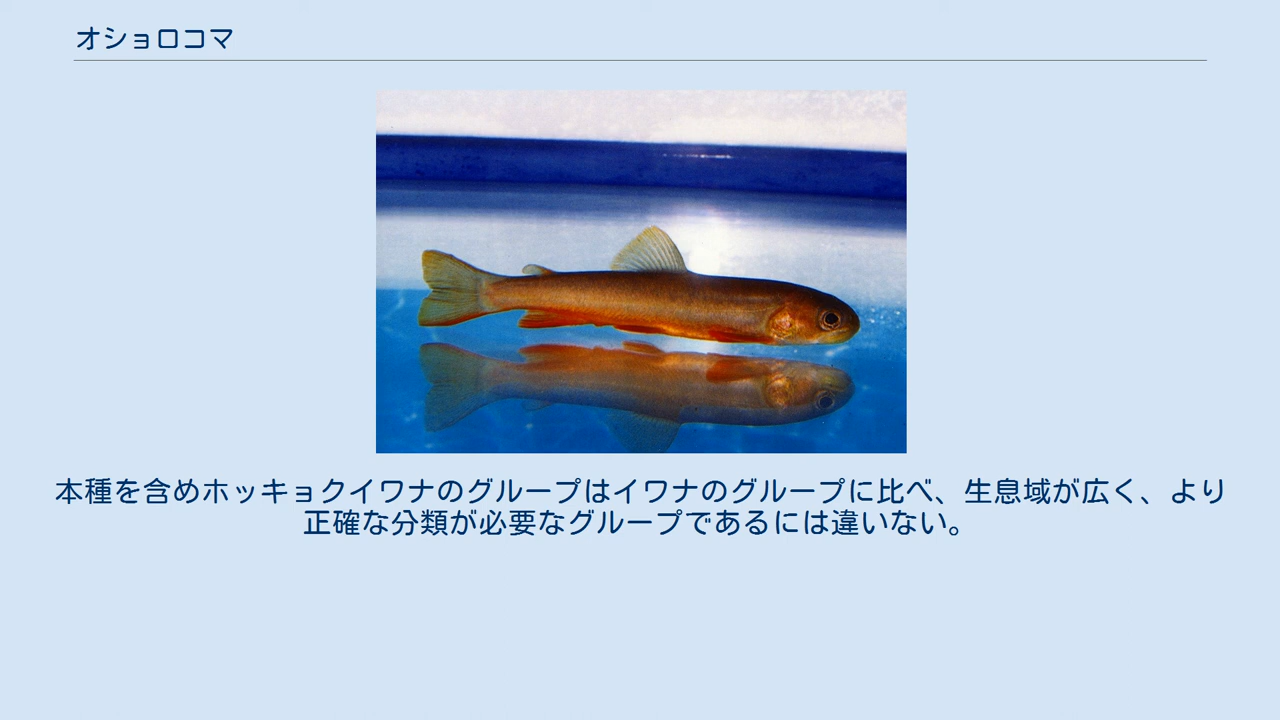 オショロコマ
本種を含めホッキョクイワナのグループはイワナのグループに比べ、生息域が広く、より
正確な分類が必要なグループであるには違いない。